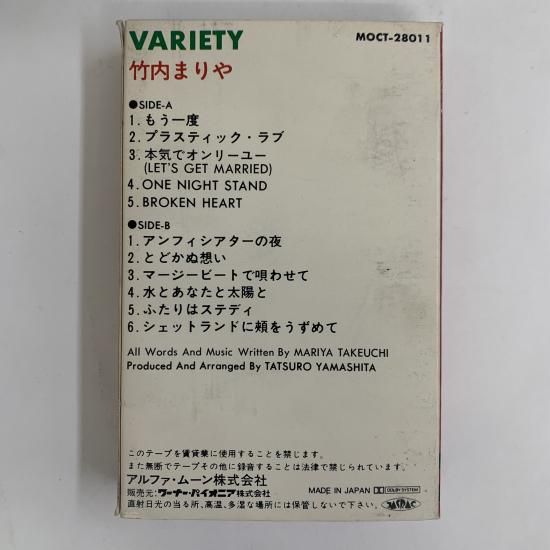 VARIETY
MOCT-28011
竹内まりや
●SIDE-A
1.もう一度
2.プラスティック・ラブ
3.本気でオンリーユー
(LET'S GET MARRIED)
4.ONE NIGHT STAND
5.BROKEN HEART
●SIDE-B
1.アンフィシアターの夜
2.とどかぬ想い
3.マージービートで唄わせて
4.水とあなたと太陽と
5.ふたりはステディ
6.シェットランドに頰をうずめて
All Words And Music Written By MARIYA TAKEUCHI
Produced And Arranged By TATSURO YAMASHITA
このテープを賃貸業に使用することを禁じます。
また無断でテープその他に録音することは法律で禁じられています。
アルファ・ムーン株式会社
販売元:ワーナー・パイオニア株式会社
MADE IN JAPAN DOLBY SYSTEM
JASRAC
直射日光の当る所、高温、多湿な場所には保管しないで下さい。